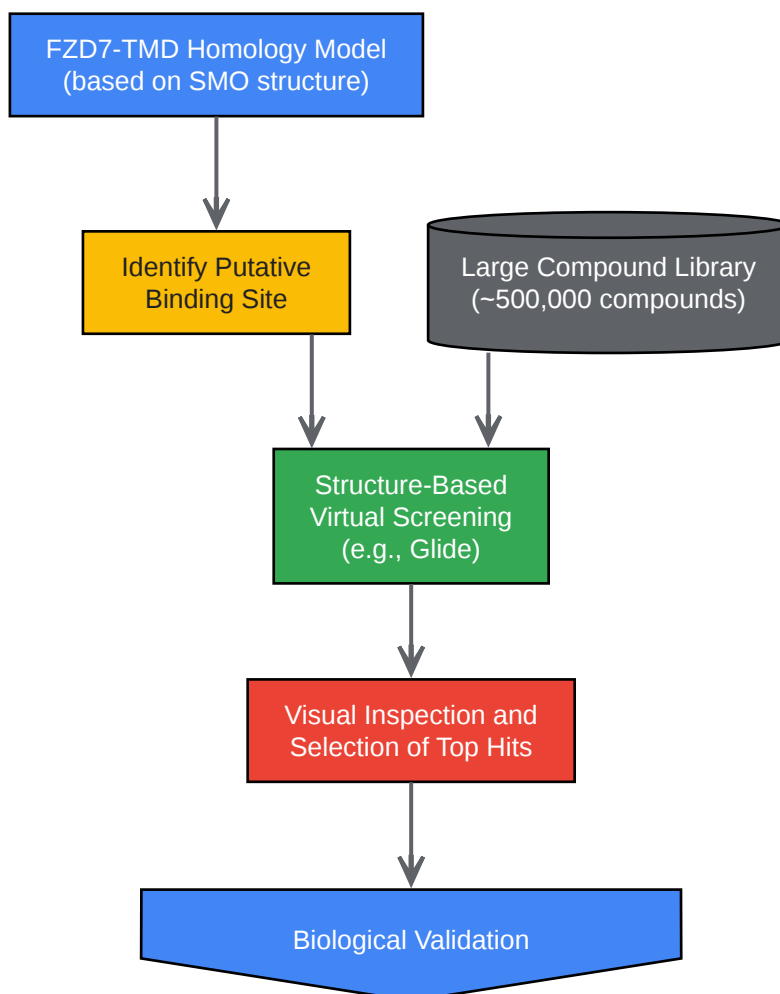 FZD7-TMD Homology Model
(based on SMO structure)
Identify Putative
Binding Site
Large Compound Library
(~500,000 compounds)
Structure-Based
Virtual Screening
(e.g., Glide)
Visual Inspection and
Selection of Top Hits
Biological Validation